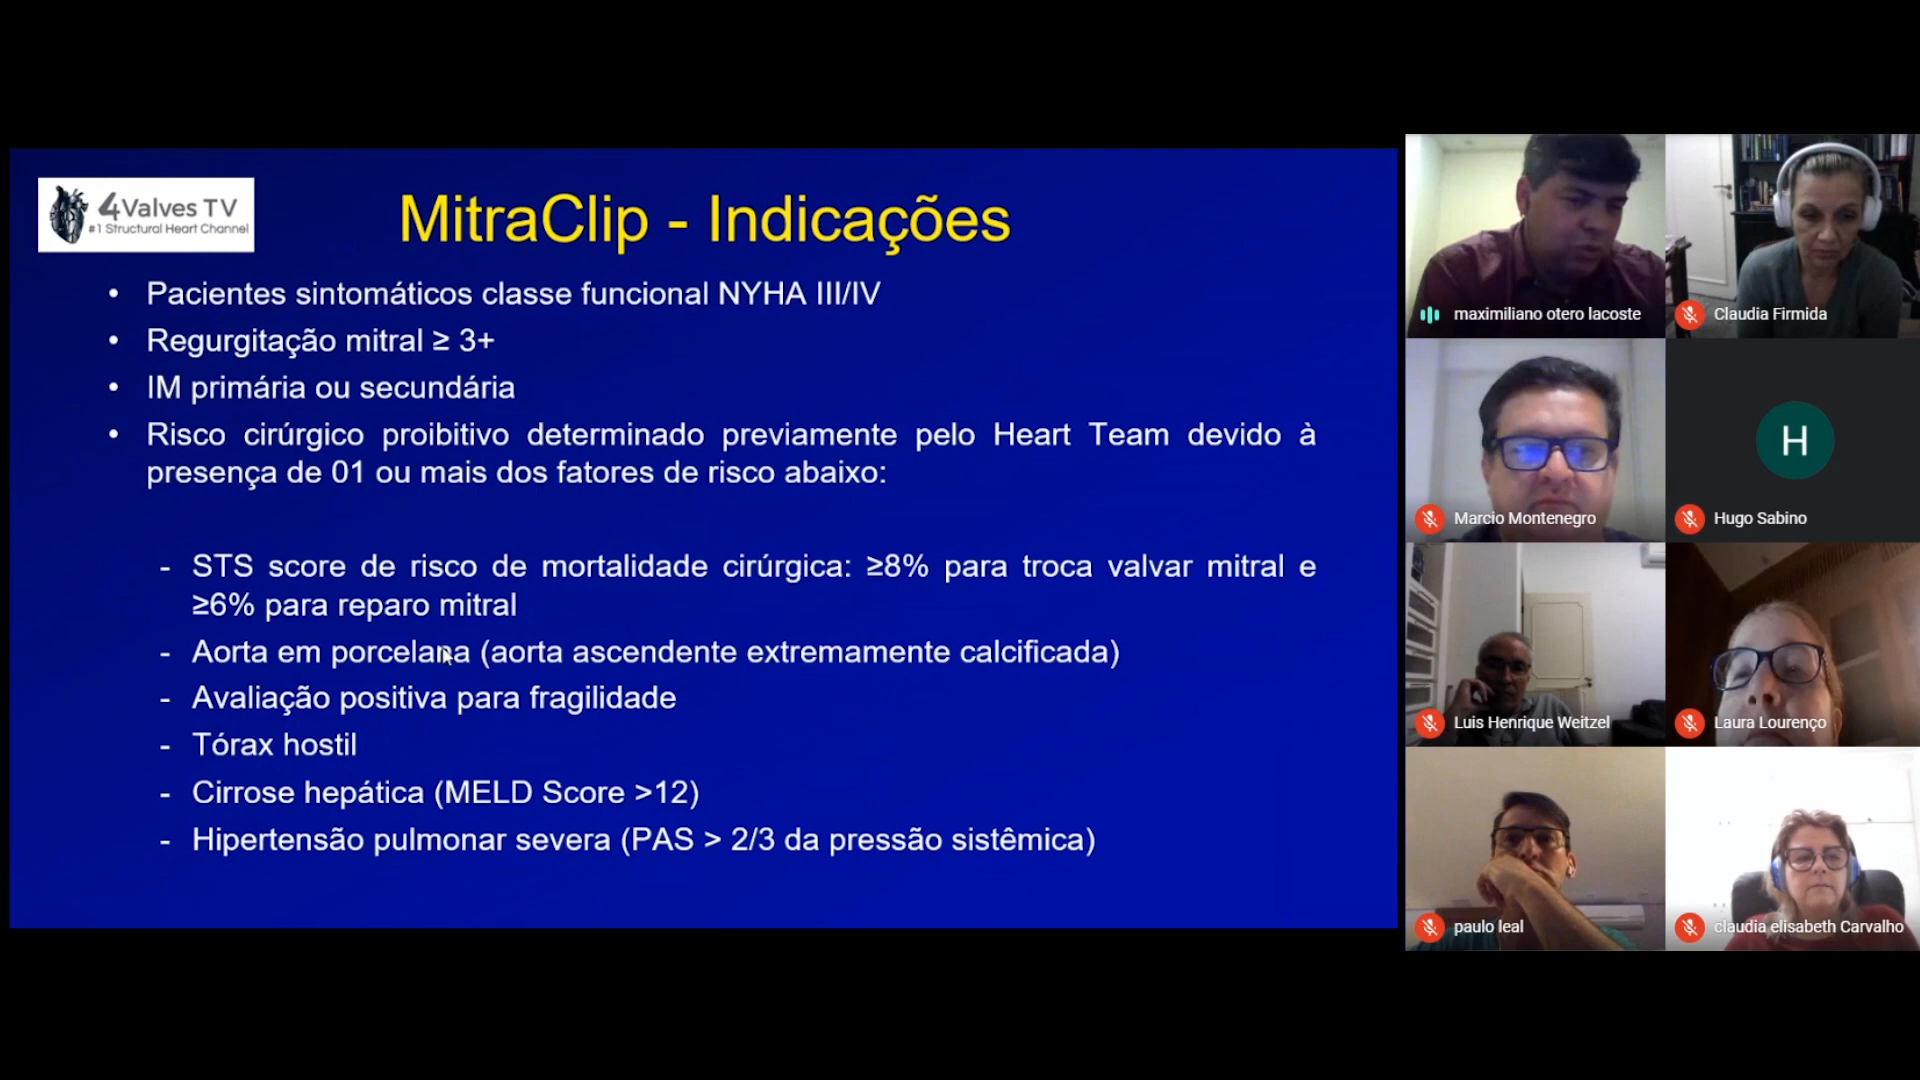 4Valves TV
#1 Structural Heart Channel
MitraClip - Indicações
• Pacientes sintomáticos classe funcional NYHA III/IV
• Regurgitação mitral ≥ 3+
• IM primária ou secundária
• Risco cirúrgico proibitivo determinado previamente pelo Heart Team devido à
presença de 01 ou mais dos fatores de risco abaixo:
- STS score de risco de mortalidade cirúrgica: ≥8% para troca valvar mitral e
≥6% para reparo mitral
- Aorta em porcelana (aorta ascendente extremamente calcificada)
- Avaliação positiva para fragilidade
- Tórax hostil
- Cirrose hepática (MELD Score >12)
- Hipertensão pulmonar severa (PAS > 2/3 da pressão sistêmica)
maximiliano otero lacoste
Claudia Firmida
Marcio Montenegro
H
Hugo Sabino
Luis Henrique Weitzel
Laura Lourenço
paulo leal
claudia elisabeth Carvalho